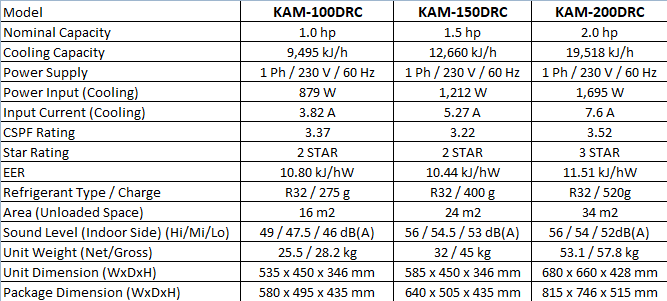 Model KAM-100DRC KAM-150DRC KAM-200DRC
Nominal Capacity 1.0 hp 1.5 hp 2.0 hp
Cooling Capacity 9,495 kJ/h 12,660 kJ/h 19,518 kJ/h
Power Supply 1 Ph / 230 V / 60 Hz 1 Ph / 230 V / 60 Hz 1 Ph / 230 V / 60 Hz
Power Input (Cooling) 879 W 1,212 W 1,695 W
Input Current (Cooling) 3.82 A 5.27 A 7.6 A
CSPF Rating 3.37 3.22 3.52
Star Rating 2 STAR 2 STAR 3 STAR
EER 10.80 kJ/hW 10.44 kJ/hW 11.51 kJ/hW
Refrigerant Type / Charge R32 / 275 g R32 / 400 g R32 / 520g
Area (Unloaded Space) 16 m2 24 m2 34 m2
Sound Level (Indoor Side) (Hi/Mi/Lo) 49 / 47.5 / 46 dB(A) 56 / 54.5 / 53 dB(A) 56 / 54 / 52dB(A)
Unit Weight (Net/Gross) 25.5 / 28.2 kg 32 / 45 kg 53.1 / 57.8 kg
Unit Dimension (WxDxH) 535 x 450 x 346 mm 585 x 450 x 346 mm 680 x 660 x 428 mm
Package Dimension (WxDxH) 580 x 495 x 435 mm 640 x 505 x 435 mm 815 x 746 x 515 mm